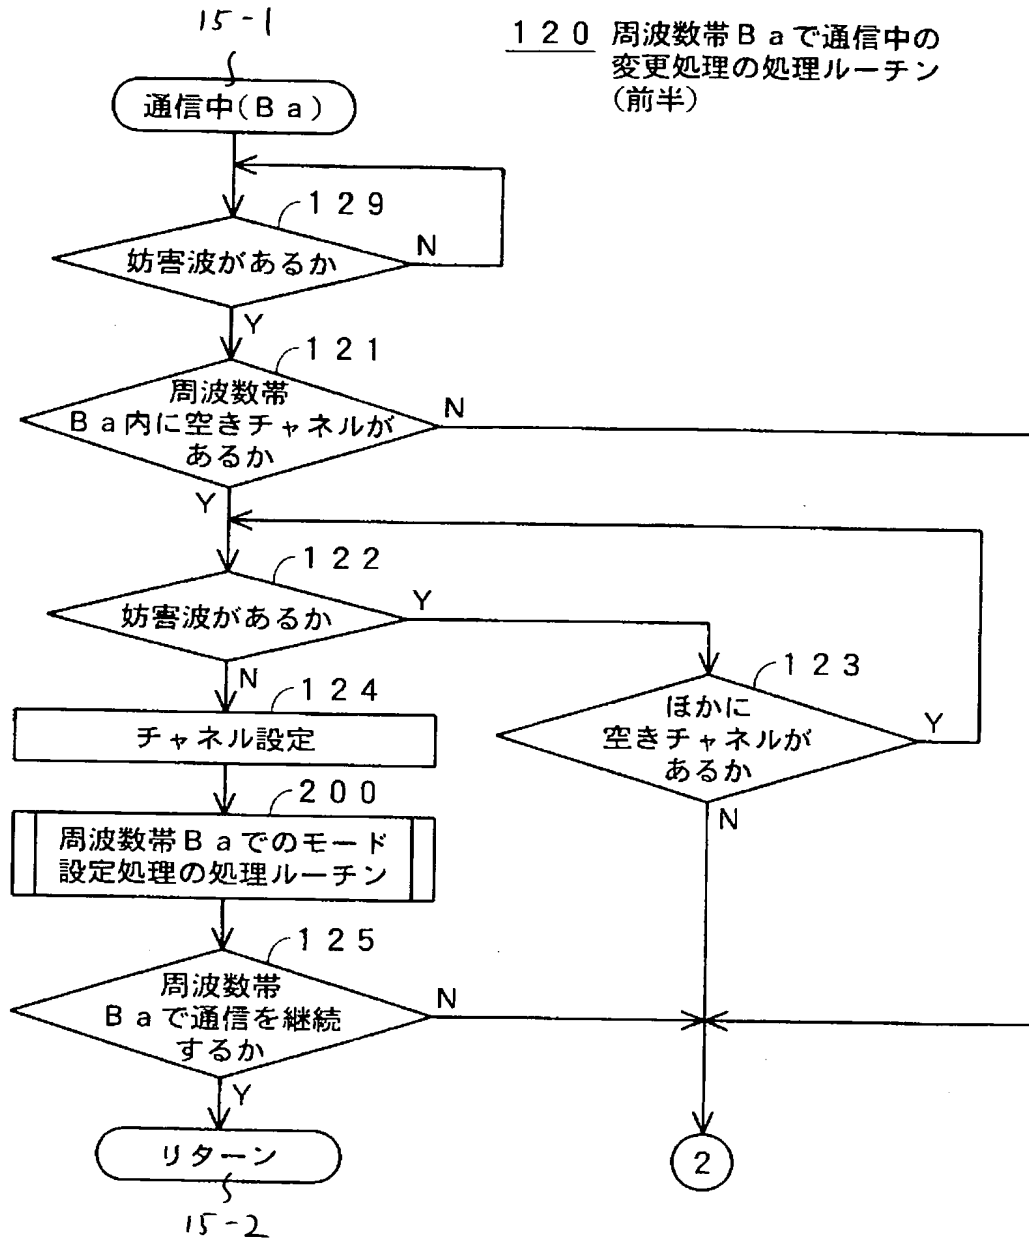 15-1
120 周波数帯Baで通信中の
変更処理の処理ルーチン
(前半)
通信中(Ba)
129
妨害波があるか
N
Y
121
周波数帯
Ba内に空きチャネルが
あるか
N
Y
122
妨害波があるか
Y
N
123
ほかに
空きチャネルが
あるか
Y
N
124
チャネル設定
200
周波数帯Baでのモード
設定処理の処理ルーチン
125
周波数帯
Baで通信を継続
するか
N
Y
リターン
2
15-2